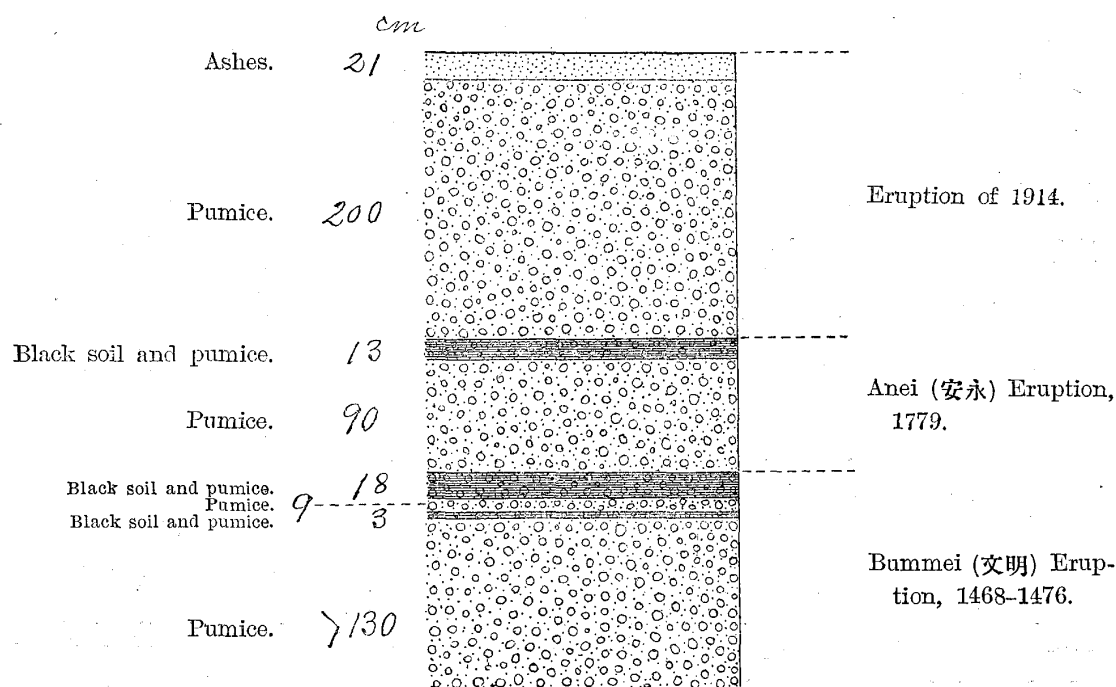 cm
Ashes. 21
Pumice. 200
Eruption of 1914.
Black soil and pumice. 13
Pumice. 90
Anei (安永) Eruption,
1779.
Black soil and pumice. 18
Pumice. 9
Black soil and pumice. 3
Bummei (文明) Erup-
tion, 1468-1476.
Pumice. >130